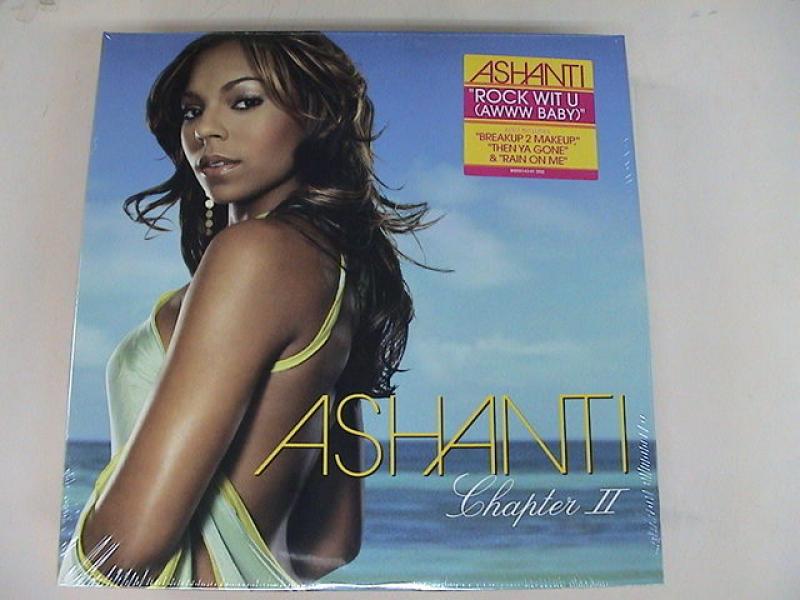 ASHANTI
"ROCK WIT U
(AWWW BABY)"
"BREAKUP 2 MAKEUP"
"THEN YA GONE"
& "RAIN ON ME"
ASHANTI
Chapter II